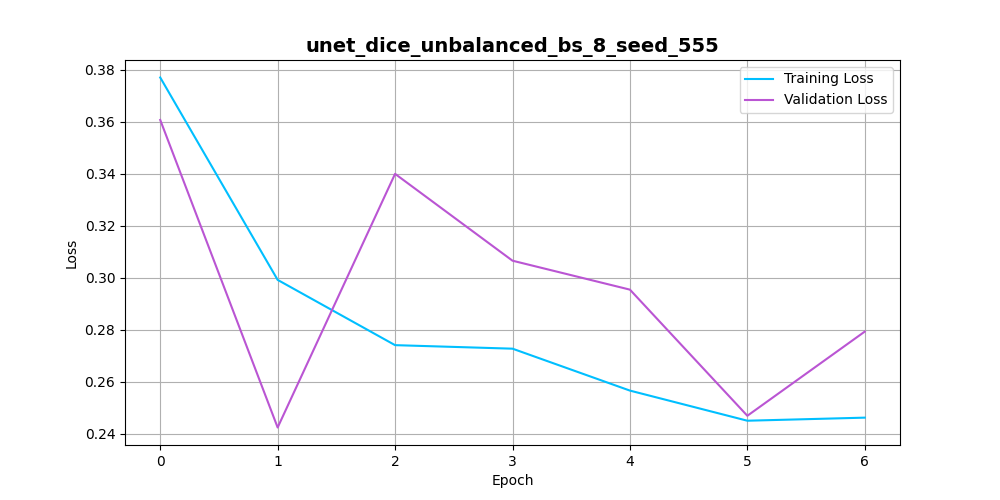 unet_dice_unbalanced_bs_8_seed_555
Training Loss
Validation Loss
0.38
0.36
0.34
0.32
0.30
0.28
0.26
0.24
Loss
0 1 2 3 4 5 6
Epoch